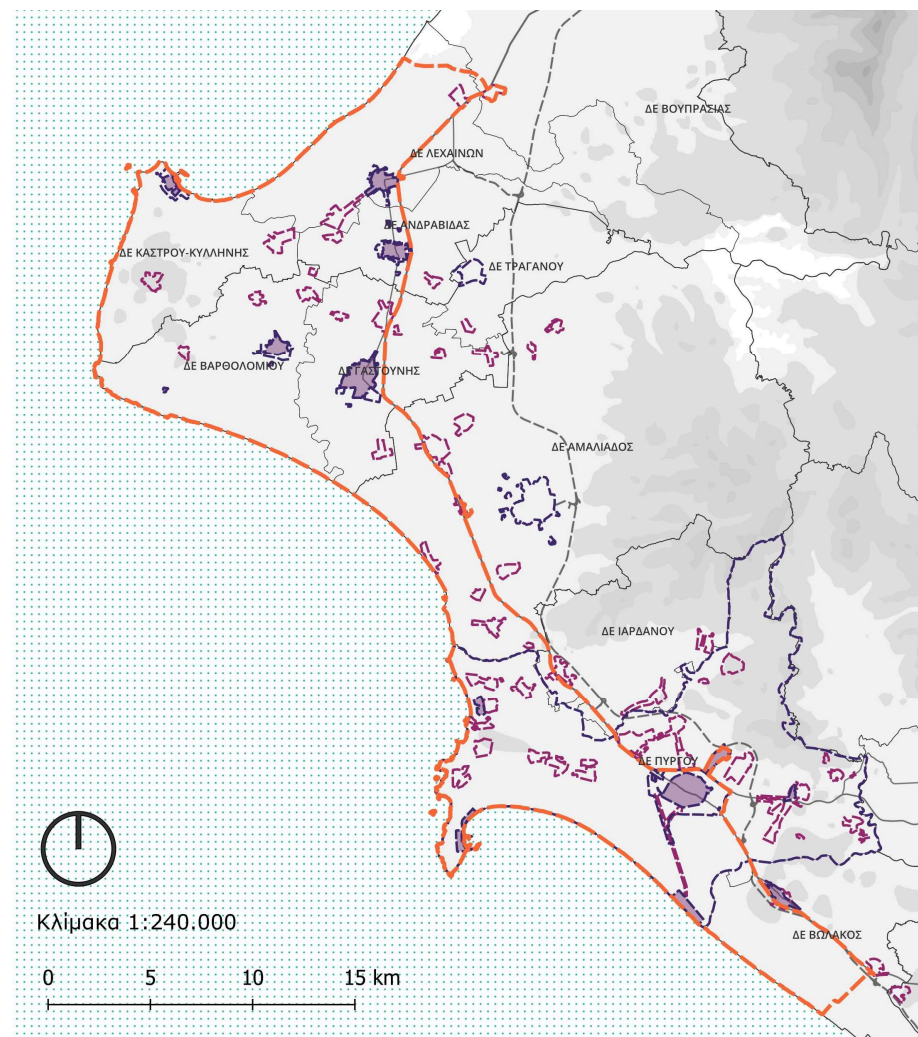 ΔΕ ΒΟΥΠΡΑΣΙΑΣ
ΔΕ ΛΕΧΑΙΝΩΝ
ΔΕ ΑΝΔΡΑΒΙΔΑΣ
ΔΕ ΚΑΣΤΡΟΥ-ΚΥΛΛΗΝΗΣ
ΔΕ ΤΡΑΓΑΝΟΥ
ΔΕ ΒΑΡΘΟΛΟΜΙΟΥ
ΔΕ ΓΑΣΤΟΥΝΗΣ
ΔΕ ΑΜΑΛΙΑΔΟΣ
ΔΕ ΙΑΡΔΑΝΟΥ
ΔΕ ΠΥΡΓΟΥ
ΔΕ ΒΩΛΑΚΟΣ
Κλίμακα 1:240.000
0 5 10 15 km